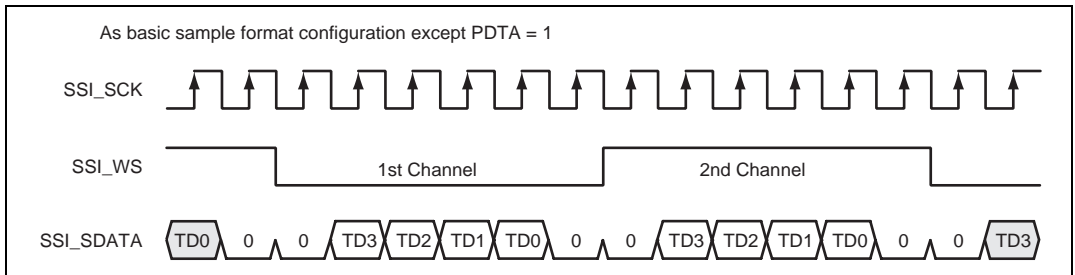 As basic sample format configuration except PDTA = 1
SSI_SCK
SSI_WS 1st Channel 2nd Channel
SSI_SDATA TD0 0 0 TD3 TD2 TD1 TD0 0 0 TD3 TD2 TD1 TD0 0 0 TD3